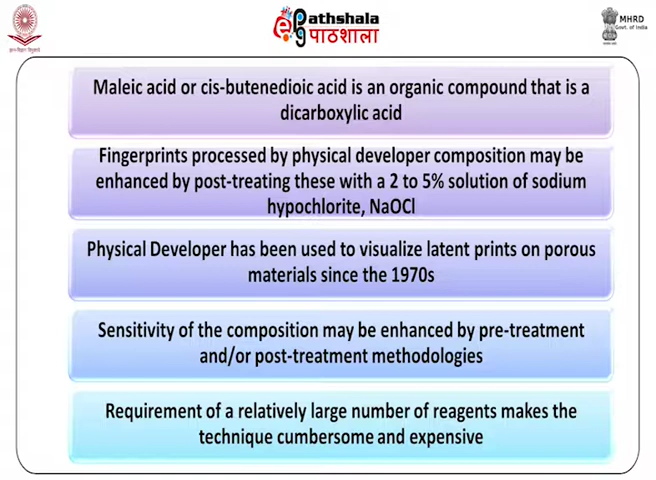 ePathshala
पाठशाला
MHRD
Govt. of India
Maleic acid or cis-butenedioic acid is an organic compound that is a
dicarboxylic acid
Fingerprints processed by physical developer composition may be
enhanced by post-treating these with a 2 to 5% solution of sodium
hypochlorite, NaOCl
Physical Developer has been used to visualize latent prints on porous
materials since the 1970s
Sensitivity of the composition may be enhanced by pre-treatment
and/or post-treatment methodologies
Requirement of a relatively large number of reagents makes the
technique cumbersome and expensive